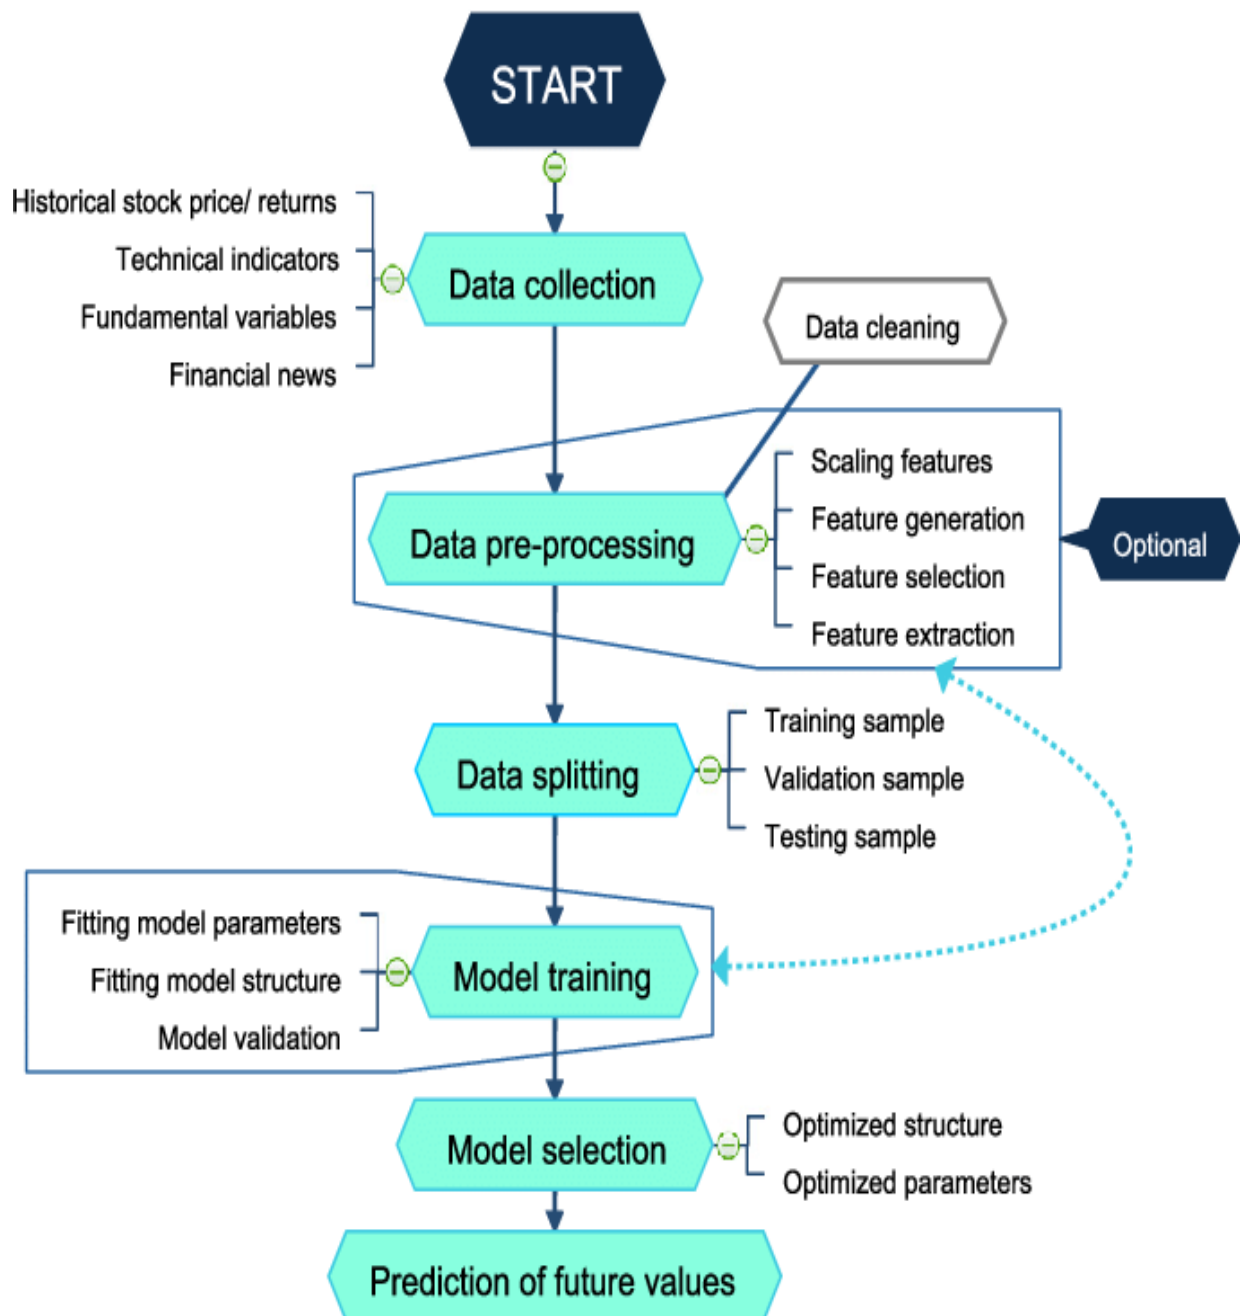 START
Historical stock price/ returns
Technical indicators
Fundamental variables
Financial news
Data collection
Data cleaning
Data pre-processing
Scaling features
Feature generation
Feature selection
Feature extraction
Optional
Data splitting
Training sample
Validation sample
Testing sample
Fitting model parameters
Fitting model structure
Model validation
Model training
Model selection
Optimized structure
Optimized parameters
Prediction of future values